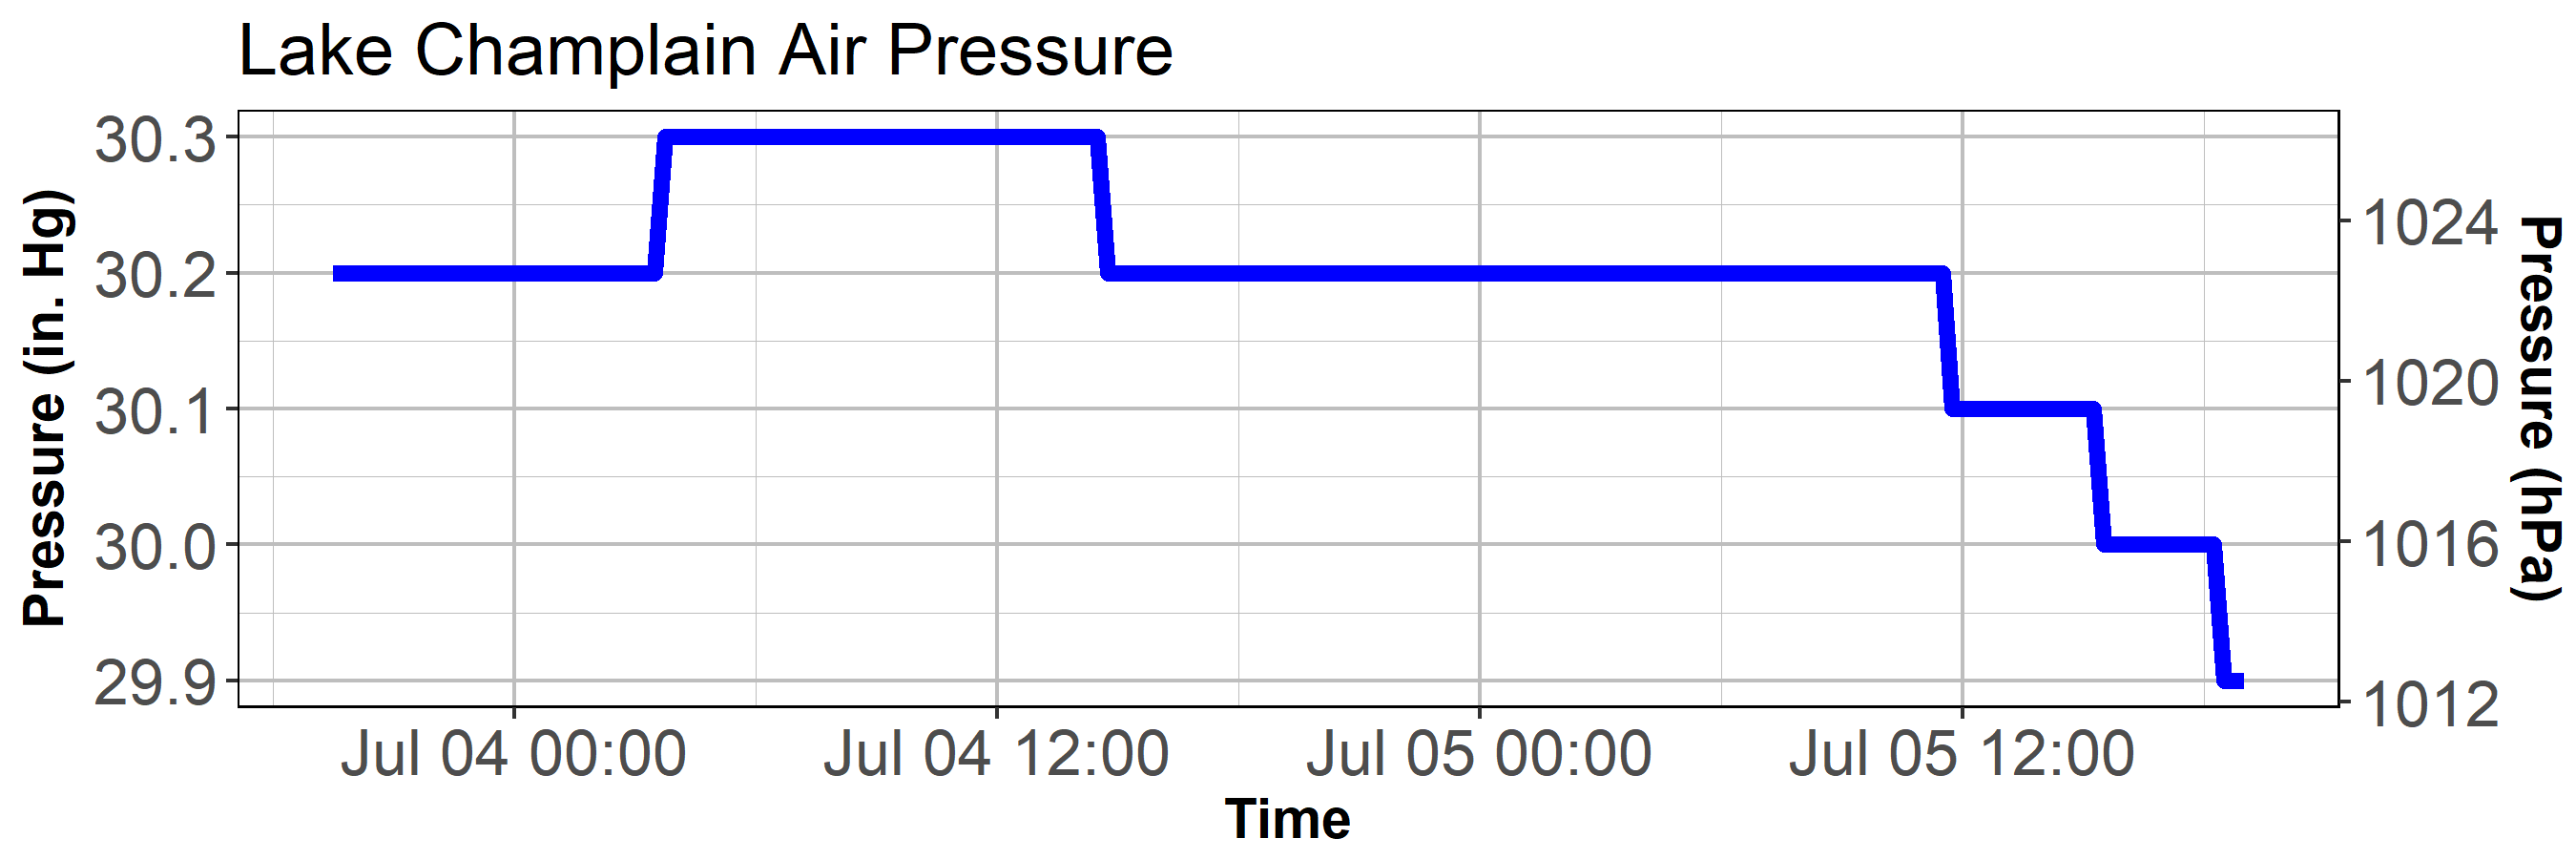 Lake Champlain Air Pressure
Pressure (in. Hg)
30.3
30.2
30.1
30.0
29.9
1024
1020
1016
1012
Pressure (hPa)
Jul 04 00:00
Jul 04 12:00
Jul 05 00:00
Jul 05 12:00
Time